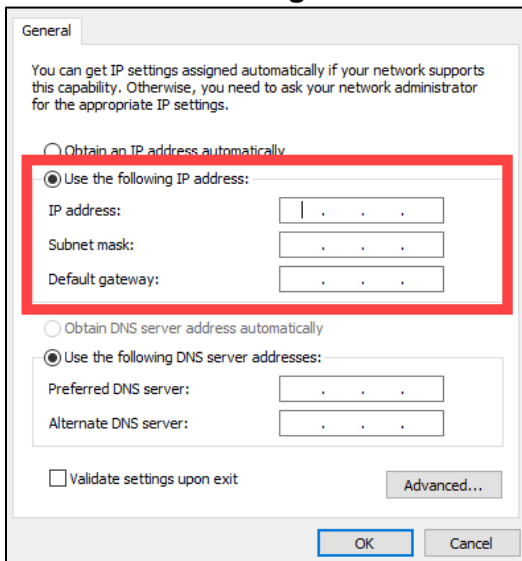 General
You can get IP settings assigned automatically if your network supports
this capability. Otherwise, you need to ask your network administrator
for the appropriate IP settings.
Obtain an IP address automatically
Use the following IP address:
IP address:
Subnet mask:
Default gateway:
Obtain DNS server address automatically
Use the following DNS server addresses:
Preferred DNS server:
Alternate DNS server:
Validate settings upon exit
Advanced...
OK Cancel